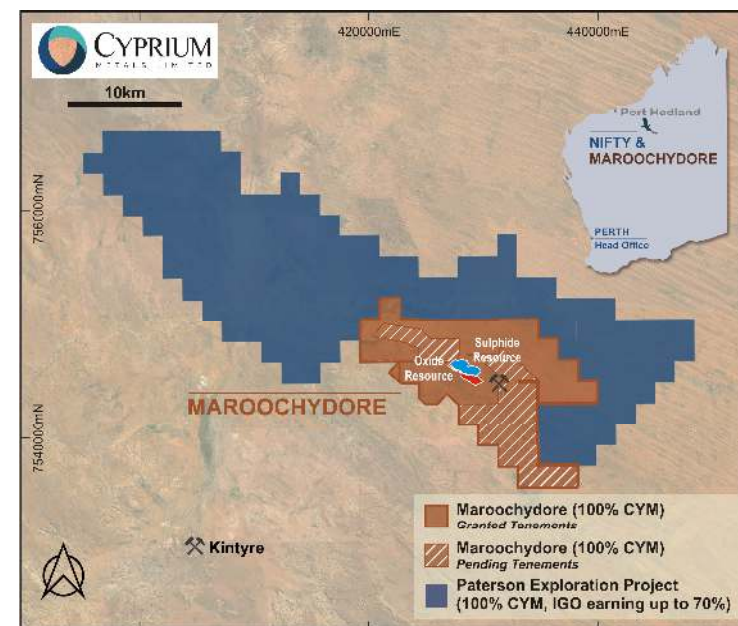 CYPRIUM
METALS LIMITED
420000mE
440000mE
10km
Port Hedland
NIFTY &
MAROOCHYDORE
PERTH
Head Office
7560000mN
Sulphide
Resource
Oxide
Resource
MAROOCHYDORE
7540000mN
Kintyre
Maroochydore (100% CYM)
Granted Tenements
Maroochydore (100% CYM)
Pending Tenements
Paterson Exploration Project
(100% CYM, IGO earning up to 70%)